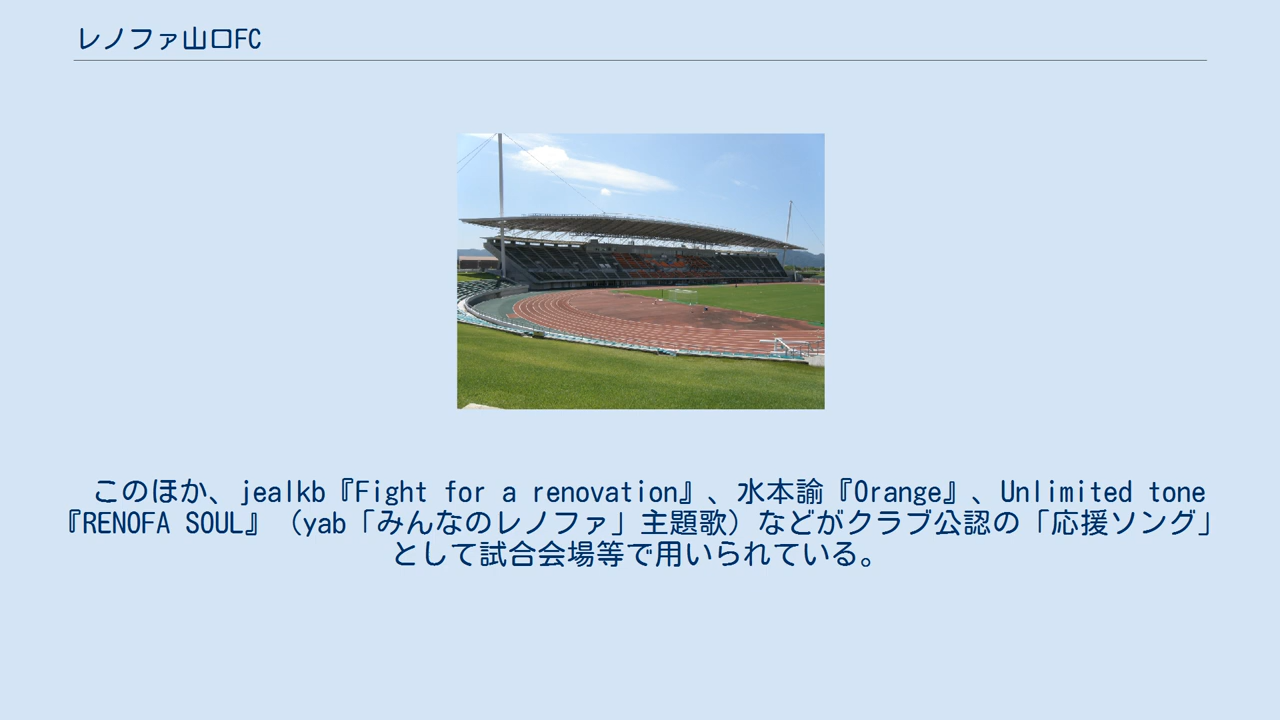 レノファ山口FC
このほか、jealkb『Fight for a renovation』、水本諭『Orange』、Unlimited tone
『RENOFA SOUL』（yab「みんなのレノファ」主題歌）などがクラブ公認の「応援ソング」
として試合会場等で用いられている。